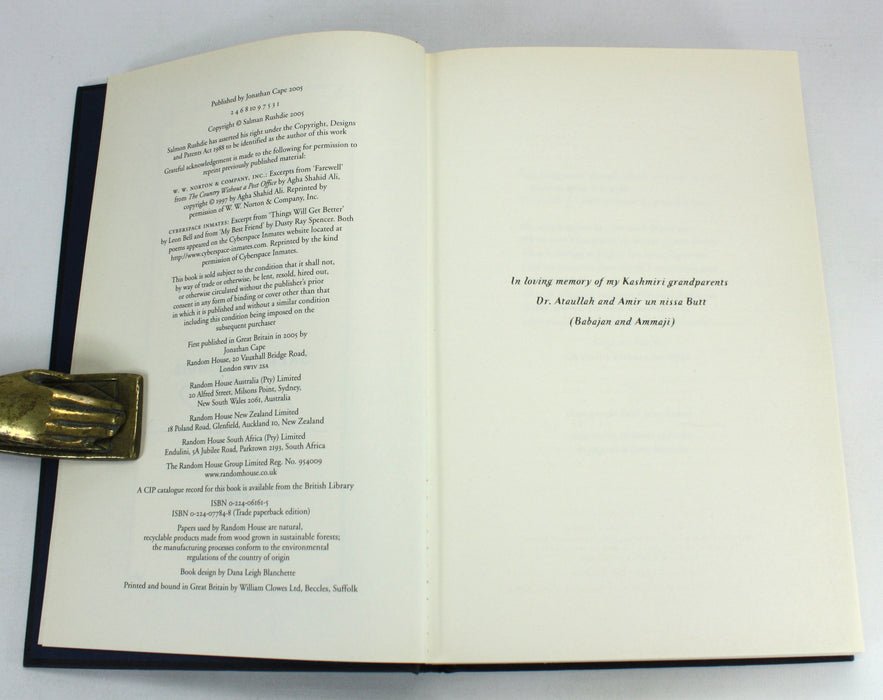 Published by Jonathan Cape 2005
2 4 6 8 10 9 7 5 3 1
Copyright © Salman Rushdie 2005
Salman Rushdie has asserted his right under the Copyright, Designs
and Patents Act 1988 to be identified as the author of this work
Grateful acknowledgement is made to the following for permission to
reprint previously published material:
W. W. NORTON & COMPANY, INC.: Excerpts from 'Farewell'
from The Country Without a Post Office by Agha Shahid Ali,
copyright © 1997 by Agha Shahid Ali. Reprinted by
permission of W. W. Norton & Company, Inc.
CYBERSPACE INMATES: Excerpt from 'Things Will Get Better'
by Leon Bell and from 'My Best Friend' by Dusty Ray Spencer. Both
poems appeared on the Cyberspace Inmates website located at
http://www.cyberspace-inmates.com. Reprinted by the kind
permission of Cyberspace Inmates.
This book is sold subject to the condition that it shall not,
by way of trade or otherwise, be lent, resold, hired out,
or otherwise circulated without the publisher's prior
consent in any form of binding or cover other than that
in which it is published and without a similar condition
including this condition being imposed on the
subsequent purchaser
First published in Great Britain in 2005 by
Jonathan Cape
Random House, 20 Vauxhall Bridge Road,
London SW1V 2SA
Random House Australia (Pty) Limited
20 Alfred Street, Milsons Point, Sydney,
New South Wales 2061, Australia
Random House New Zealand Limited
18 Poland Road, Glenfield, Auckland 10, New Zealand
Random House South Africa (Pty) Limited
Endulini, 5A Jubilee Road, Parktown 2193, South Africa
The Random House Group Limited Reg. No. 954009
www.randomhouse.co.uk
A CIP catalogue record for this book is available from the British Library
ISBN 0-224-06161-5
ISBN 0-224-07784-8 (Trade paperback edition)
Papers used by Random House are natural,
recyclable products made from wood grown in sustainable forests;
the manufacturing processes conform to the environmental
regulations of the country of origin
Book design by Dana Leigh Blanchette
Printed and bound in Great Britain by William Clowes Ltd, Beccles, Suffolk
In loving memory of my Kashmiri grandparents
Dr. Ataullah and Amir un nissa Butt
(Babajan and Ammaji)